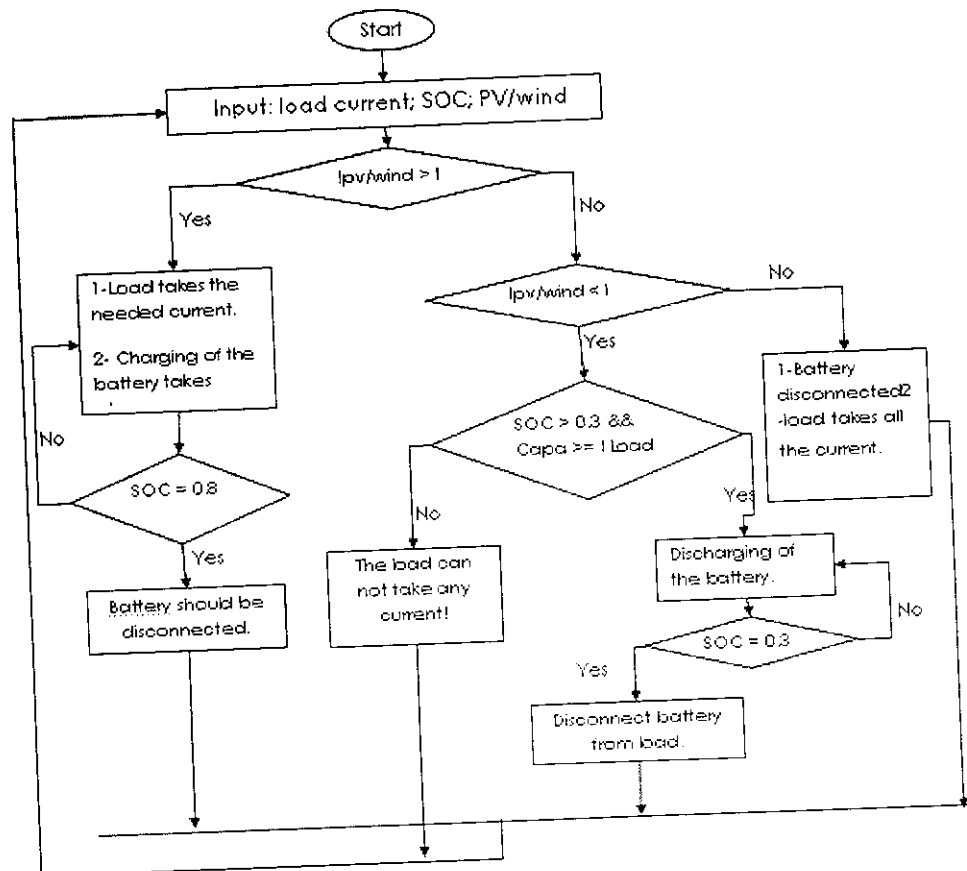 Start
Input: load current; SOC; PV/wind
Ipv/wind > 1
Yes
No
1-Load takes the
needed current.
2- Charging of the
battery takes
Ipv/wind < 1
No
Yes
1-Battery
disconnected2
-load takes all
the current.
No
SOC > 0.3 &&
Capa >= I Load
SOC = 0.8
No
Yes
Yes
The load can
not take any
current!
Discharging of
the battery.
No
Battery should be
disconnected.
SOC = 0.3
Yes
Disconnect battery
from load.